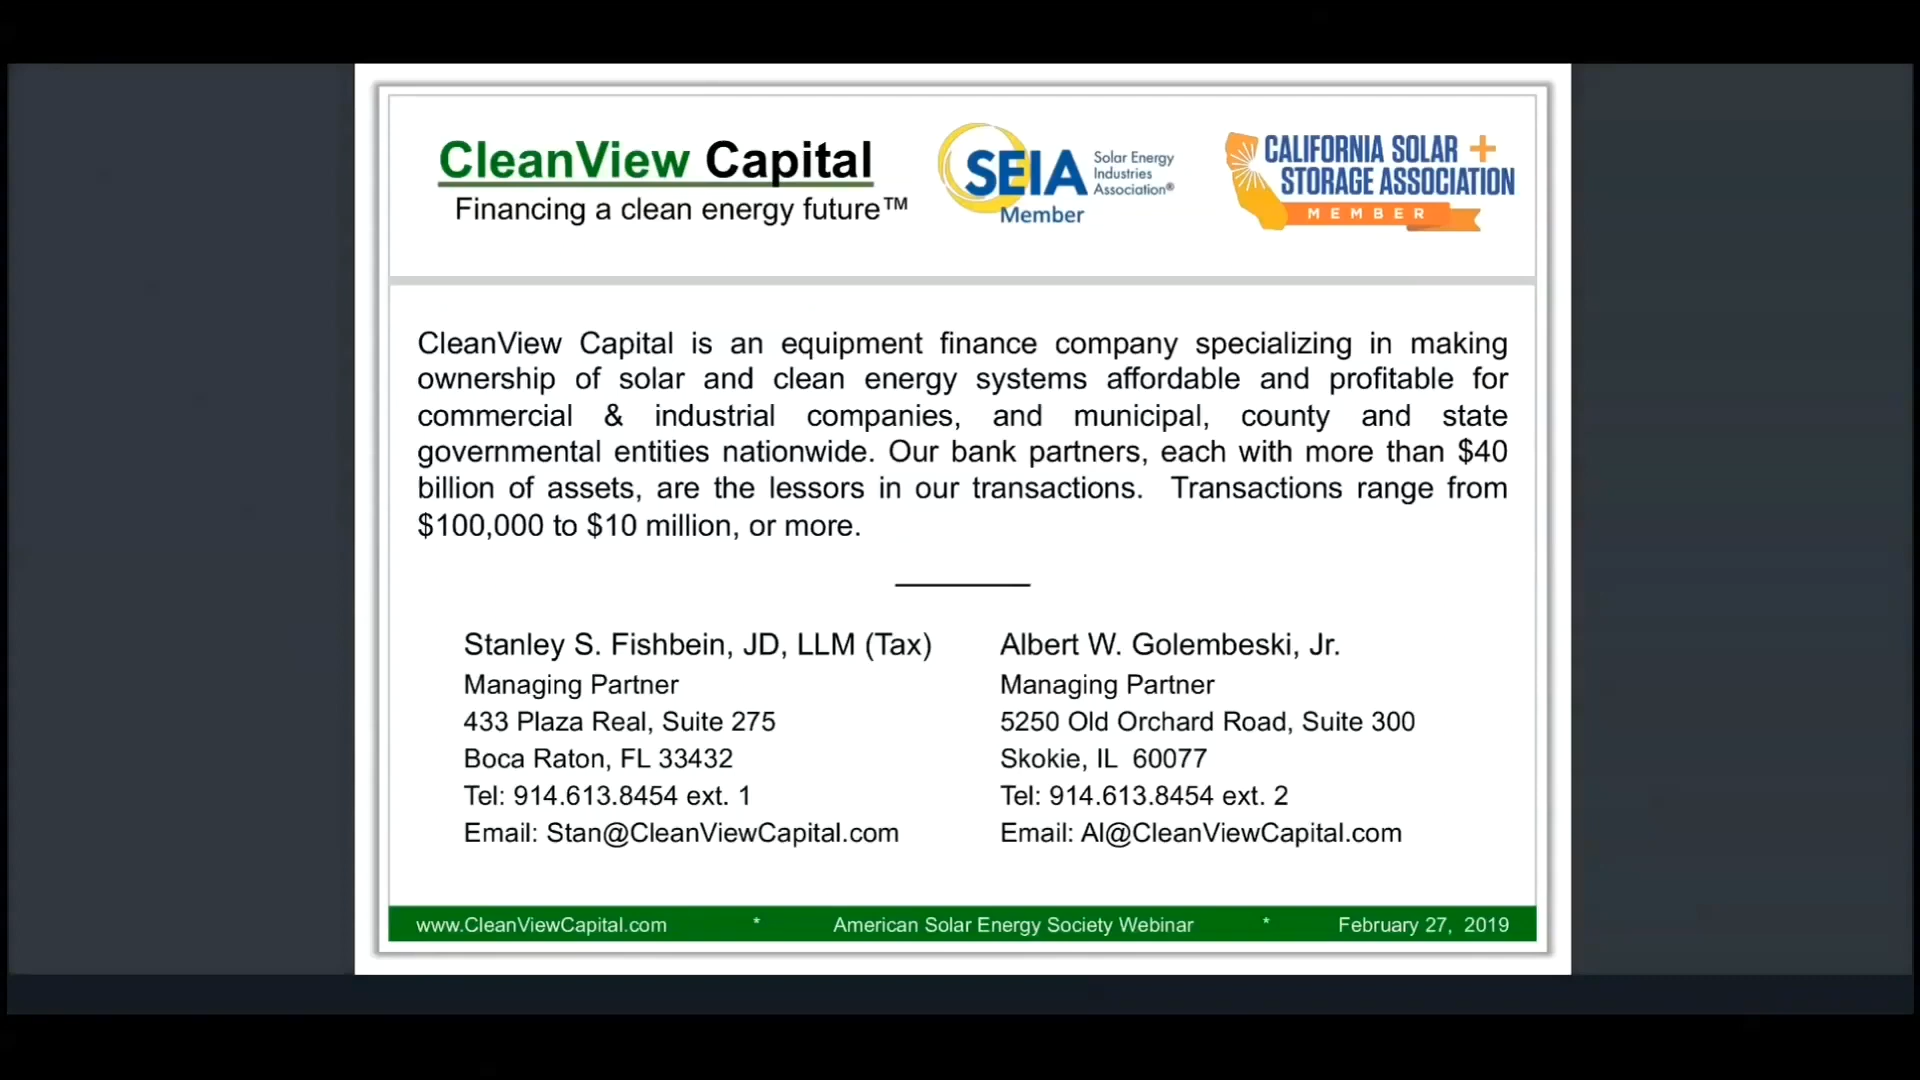 CleanView Capital
Financing a clean energy future™
SEIA
Solar Energy
Industries
Association®
Member
CALIFORNIA SOLAR +
STORAGE ASSOCIATION
MEMBER
CleanView Capital is an equipment finance company specializing in making
ownership of solar and clean energy systems affordable and profitable for
commercial & industrial companies, and municipal, county and state
governmental entities nationwide. Our bank partners, each with more than $40
billion of assets, are the lessors in our transactions. Transactions range from
$100,000 to $10 million, or more.
Stanley S. Fishbein, JD, LLM (Tax)
Managing Partner
433 Plaza Real, Suite 275
Boca Raton, FL 33432
Tel: 914.613.8454 ext. 1
Email: Stan@CleanViewCapital.com
Albert W. Golembeski, Jr.
Managing Partner
5250 Old Orchard Road, Suite 300
Skokie, IL 60077
Tel: 914.613.8454 ext. 2
Email: Al@CleanViewCapital.com
www.CleanViewCapital.com * American Solar Energy Society Webinar * February 27, 2019